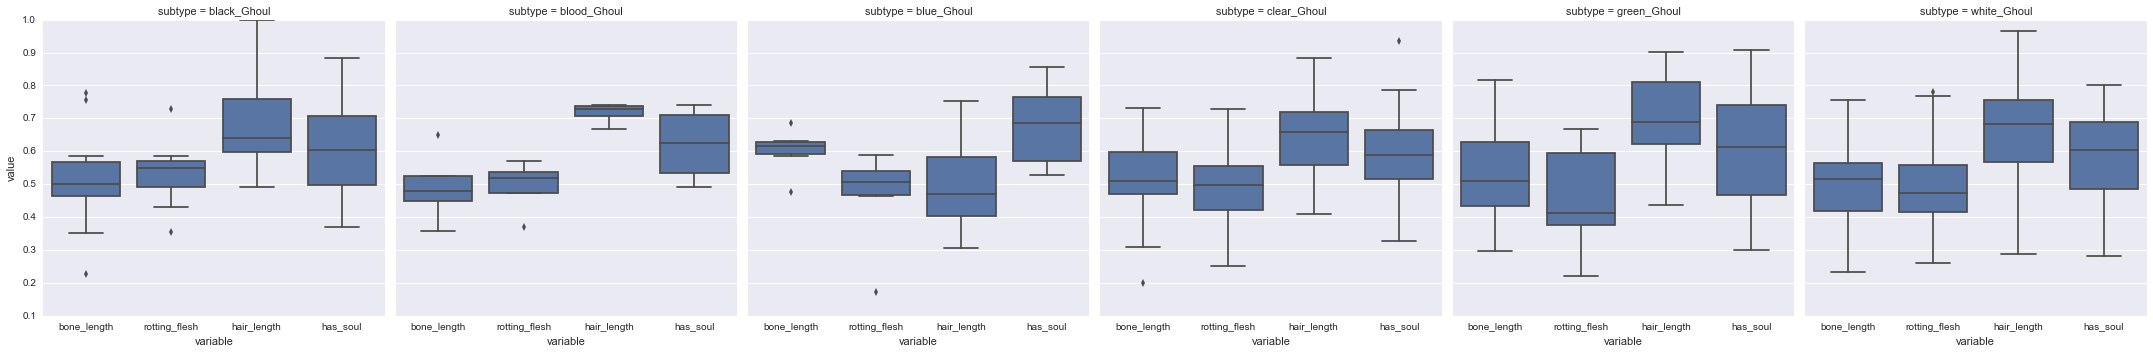 subtype = black_Ghoul
subtype = blood_Ghoul
subtype = blue_Ghoul
subtype = clear_Ghoul
subtype = green_Ghoul
subtype = white_Ghoul
1.0
0.9
0.8
0.7
0.6
0.5
0.4
0.3
0.2
0.1
value
bone_length rotting_flesh hair_length has_soul
variable
bone_length rotting_flesh hair_length has_soul
variable
bone_length rotting_flesh hair_length has_soul
variable
bone_length rotting_flesh hair_length has_soul
variable
bone_length rotting_flesh hair_length has_soul
variable
bone_length rotting_flesh hair_length has_soul
variable